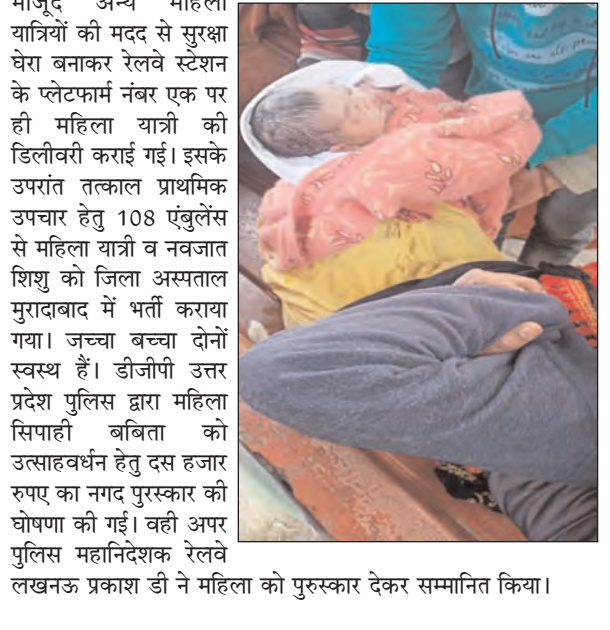 मौजूद अन्य महिला
यात्रियों की मदद से सुरक्षा
घेरा बनाकर रेलवे स्टेशन
के प्लेटफार्म नंबर एक पर
ही महिला यात्री की
डिलीवरी कराई गई। इसके
उपरांत तत्काल प्राथमिक
उपचार हेतु 108 एंबुलेंस
से महिला यात्री व नवजात
शिशु को जिला अस्पताल
मुरादाबाद में भर्ती कराया
गया। जच्चा बच्चा दोनों
स्वस्थ हैं। डीजीपी उत्तर
प्रदेश पुलिस द्वारा महिला
सिपाही बबिता को
उत्साहवर्धन हेतु दस हजार
रुपए का नगद पुरस्कार की
घोषणा की गई। वही अपर
पुलिस महानिदेशक रेलवे
लखनऊ प्रकाश डी ने महिला को पुरुस्कार देकर सम्मानित किया।